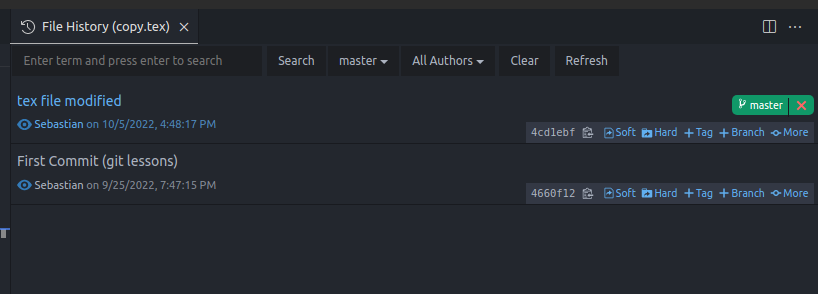 File History (copy.tex)
Enter term and press enter to search Search master All Authors Clear Refresh
tex file modified master
Sebastian on 10/5/2022, 4:48:17 PM 4cd1ebf Soft Hard +Tag +Branch More
First Commit (git lessons)
Sebastian on 9/25/2022, 7:47:15 PM 4660f12 Soft Hard +Tag +Branch More